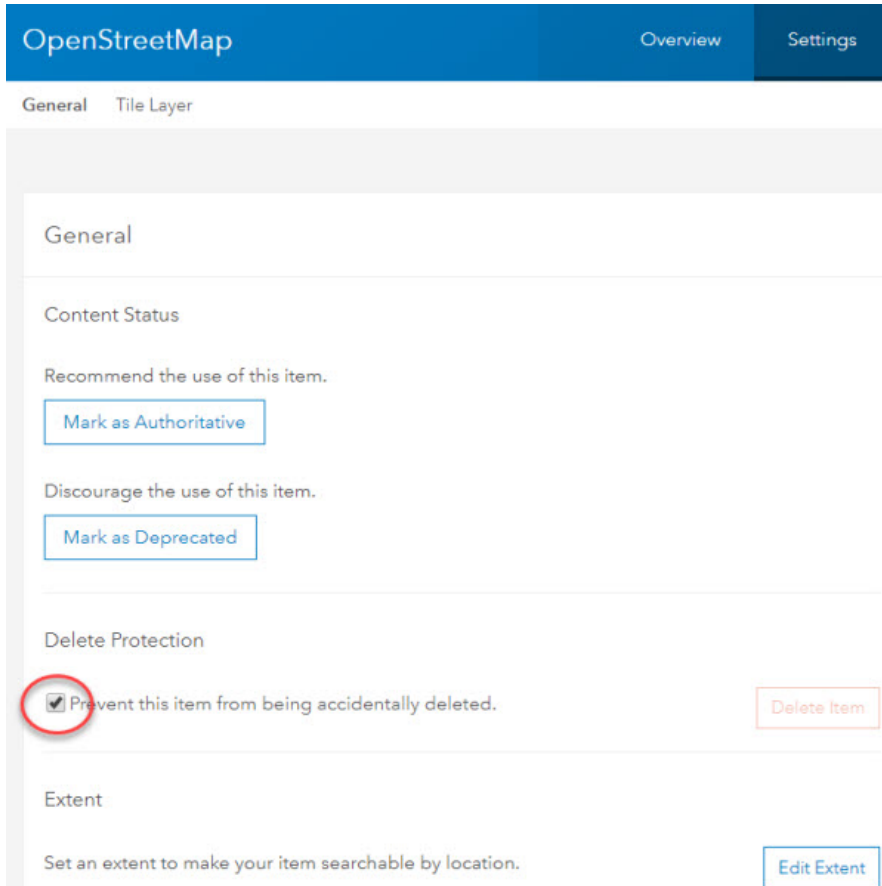 OpenStreetMap Overview Settings
General Tile Layer
General
Content Status
Recommend the use of this item.
Mark as Authoritative
Discourage the use of this item.
Mark as Deprecated
Delete Protection
Prevent this item from being accidentally deleted. Delete Item
Extent
Set an extent to make your item searchable by location. Edit Extent